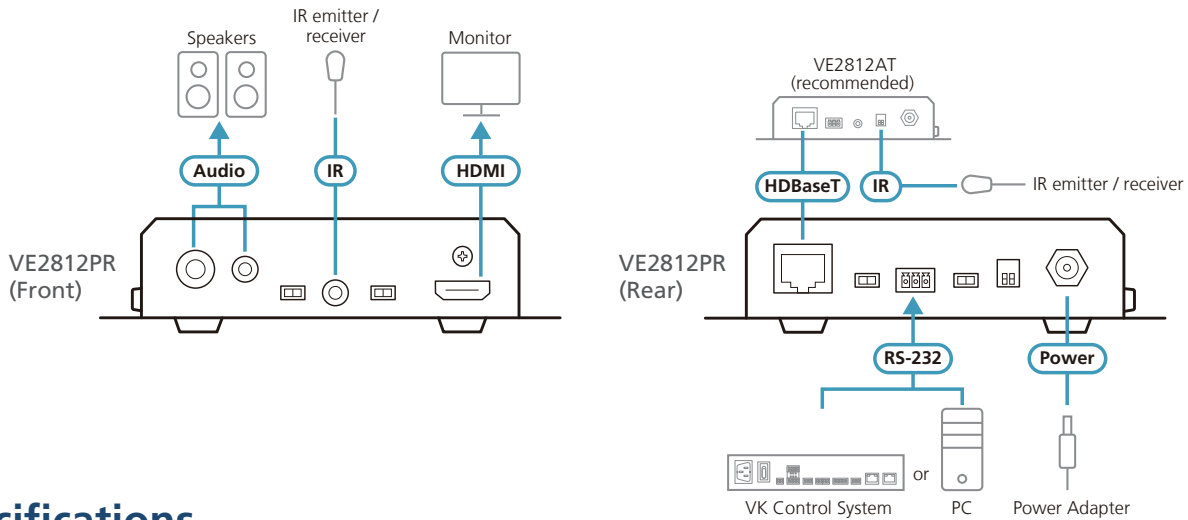 Speakers
IR emitter /
receiver
Monitor
Audio
IR
HDMI
VE2812PR
(Front)
VE2812AT
(recommended)
HDBaseT
IR
IR emitter / receiver
VE2812PR
(Rear)
RS-232
Power
or
VK Control System
PC
Power Adapter